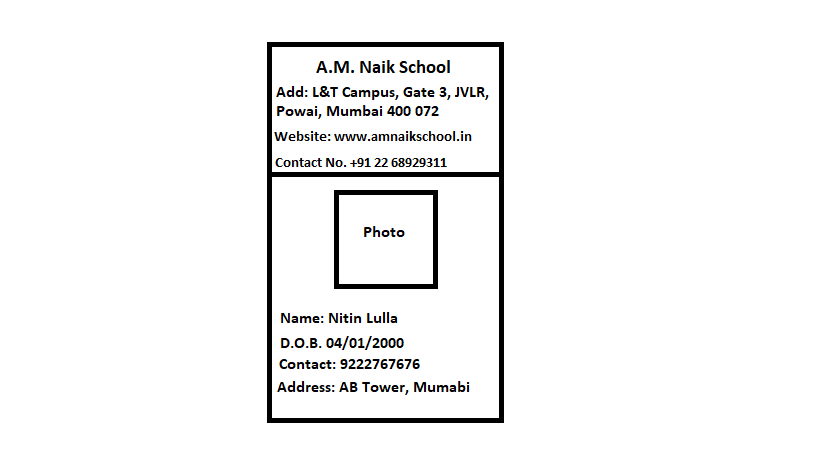 A.M. Naik School
Add: L&T Campus, Gate 3, JVLR,
Powai, Mumbai 400 072
Website: www.amnaikschool.in
Contact No. +91 22 68929311
Photo
Name: Nitin Lulla
D.O.B. 04/01/2000
Contact: 9222767676
Address: AB Tower, Mumabi